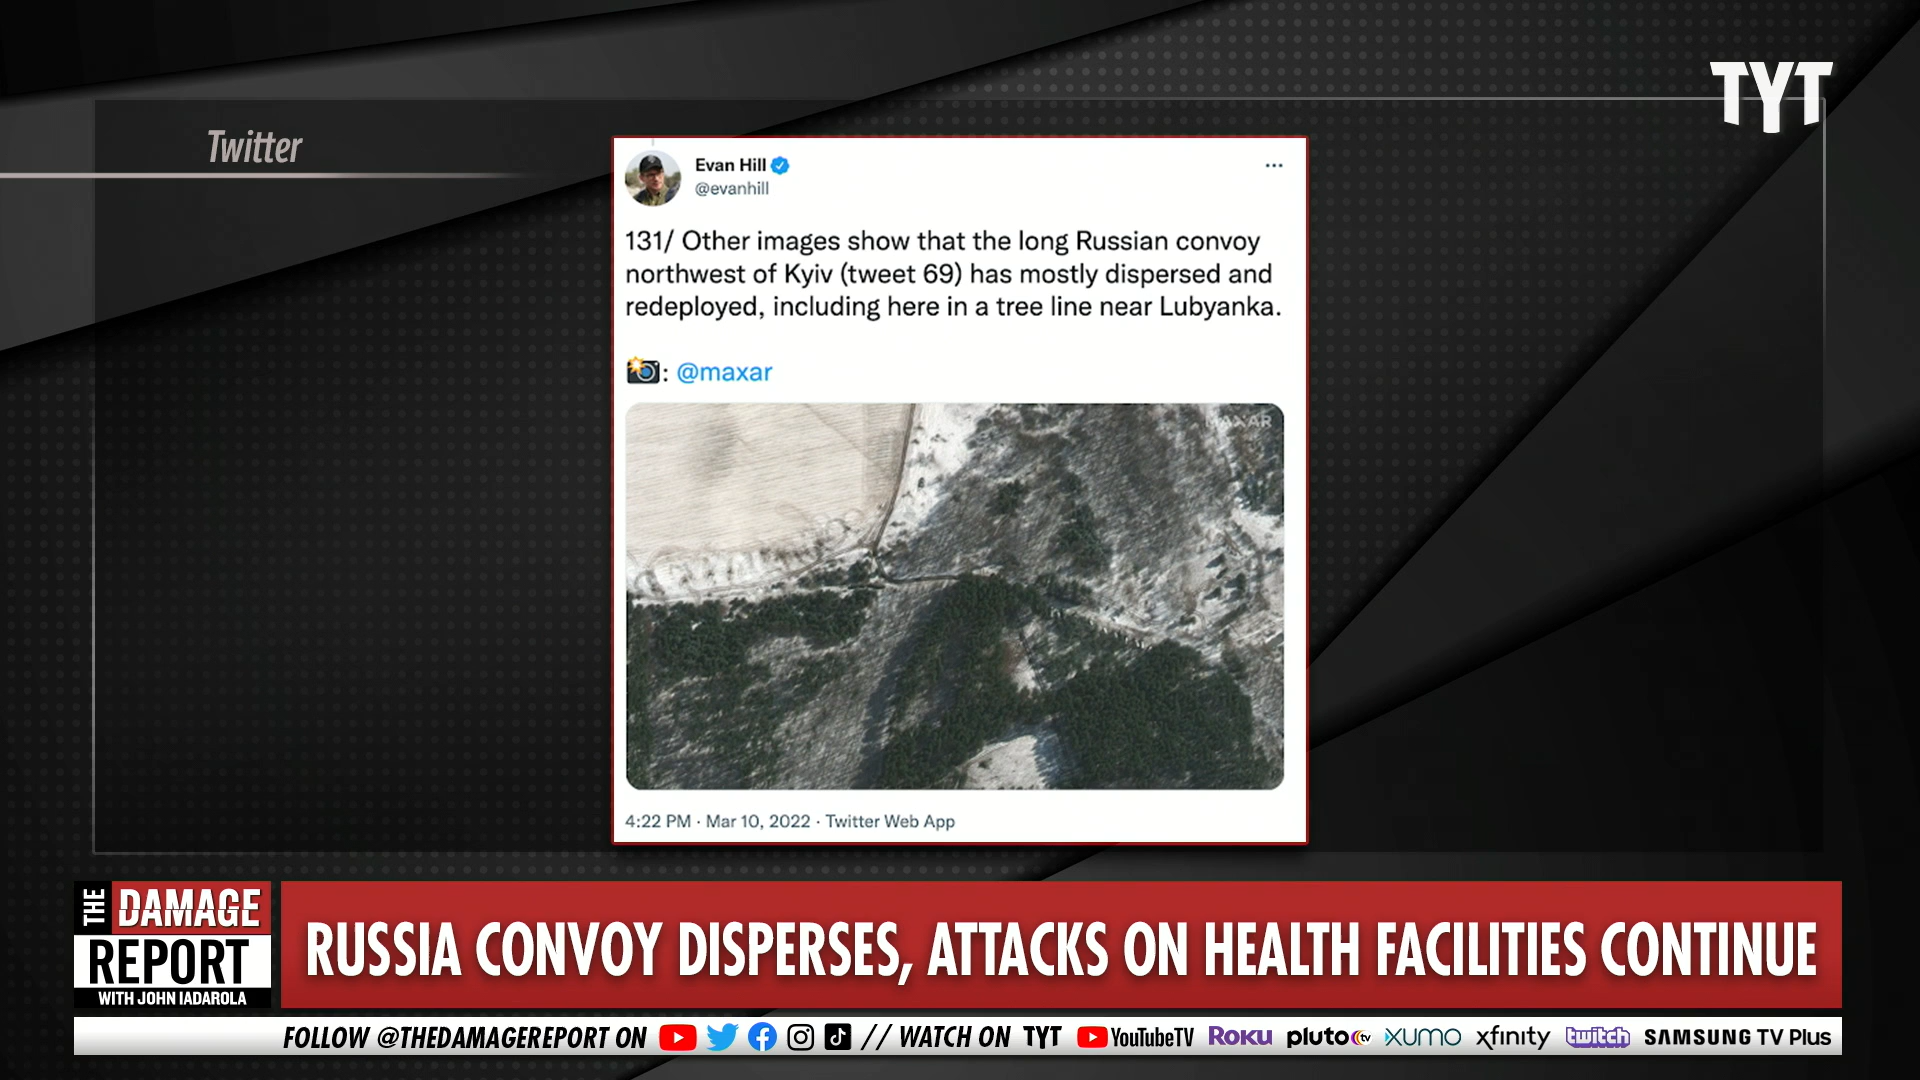 TYT
Twitter
Evan Hill
@evanhill
131/ Other images show that the long Russian convoy
northwest of Kyiv (tweet 69) has mostly dispersed and
redeployed, including here in a tree line near Lubyanka.
: @maxar
MAXAR
4:22 PM · Mar 10, 2022 · Twitter Web App
THE DAMAGE
REPORT
WITH JOHN IADAROLA
RUSSIA CONVOY DISPERSES, ATTACKS ON HEALTH FACILITIES CONTINUE
FOLLOW @THEDAMAGEREPORT ON // WATCH ON TYT YouTubeTV ROKU pluto tv XUMO xfinity twitch SAMSUNG TV Plus